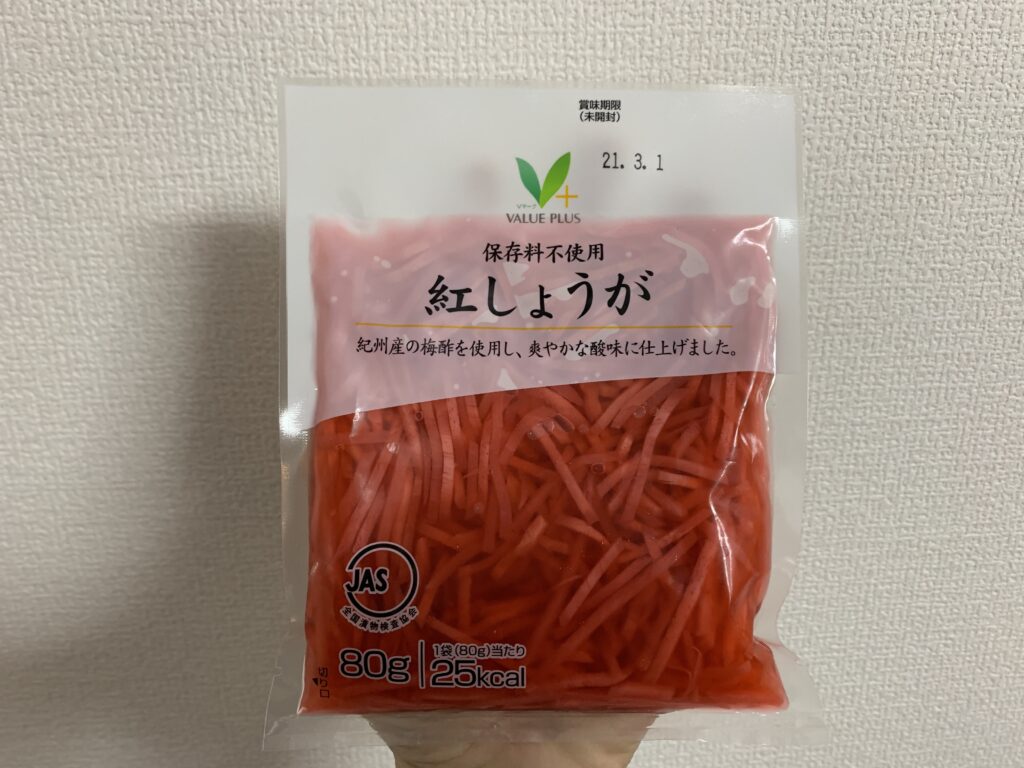 賞味期限
(未開封)
21. 3. 1
Vマーク
VALUE PLUS
保存料不使用
紅しょうが
紀州産の梅酢を使用し、爽やかな酸味に仕上げました。
JAS
全国漬物検査協会
切り口
80g
1袋(80g)当たり
25kcal